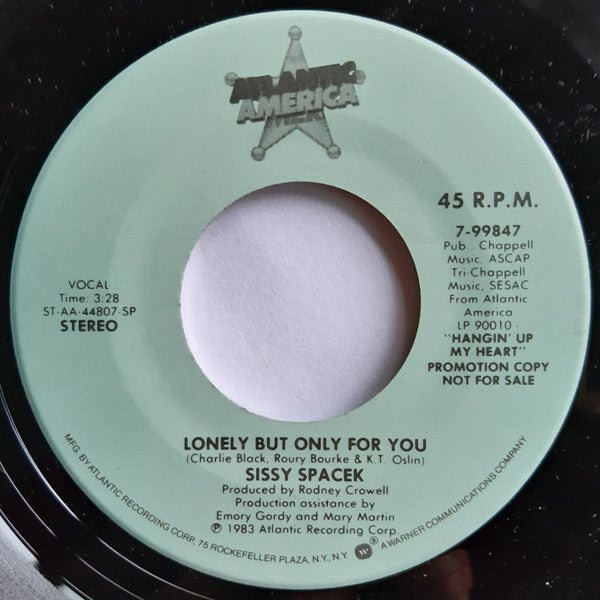 ATLANTIC
AMERICA
45 R.P.M.
7-99847
Pub. Chappell
Music, ASCAP
Tri-Chappell
Music, SESAC
From Atlantic
America
LP 90010 ·
"HANGIN' UP
MY HEART"
PROMOTION COPY
NOT FOR SALE
VOCAL
Time: 3:28
ST-AA-44807-SP
STEREO
LONELY BUT ONLY FOR YOU
(Charlie Black, Roury Bourke & K.T. Oslin)
SISSY SPACEK
Produced by Rodney Crowell
Production assistance by
Emory Gordy and Mary Martin
℗ 1983 Atlantic Recording Corp
MFG. BY ATLANTIC RECORDING CORP., 75 ROCKEFELLER PLAZA, N.Y., N.Y. ® A WARNER COMMUNICATIONS COMPANY